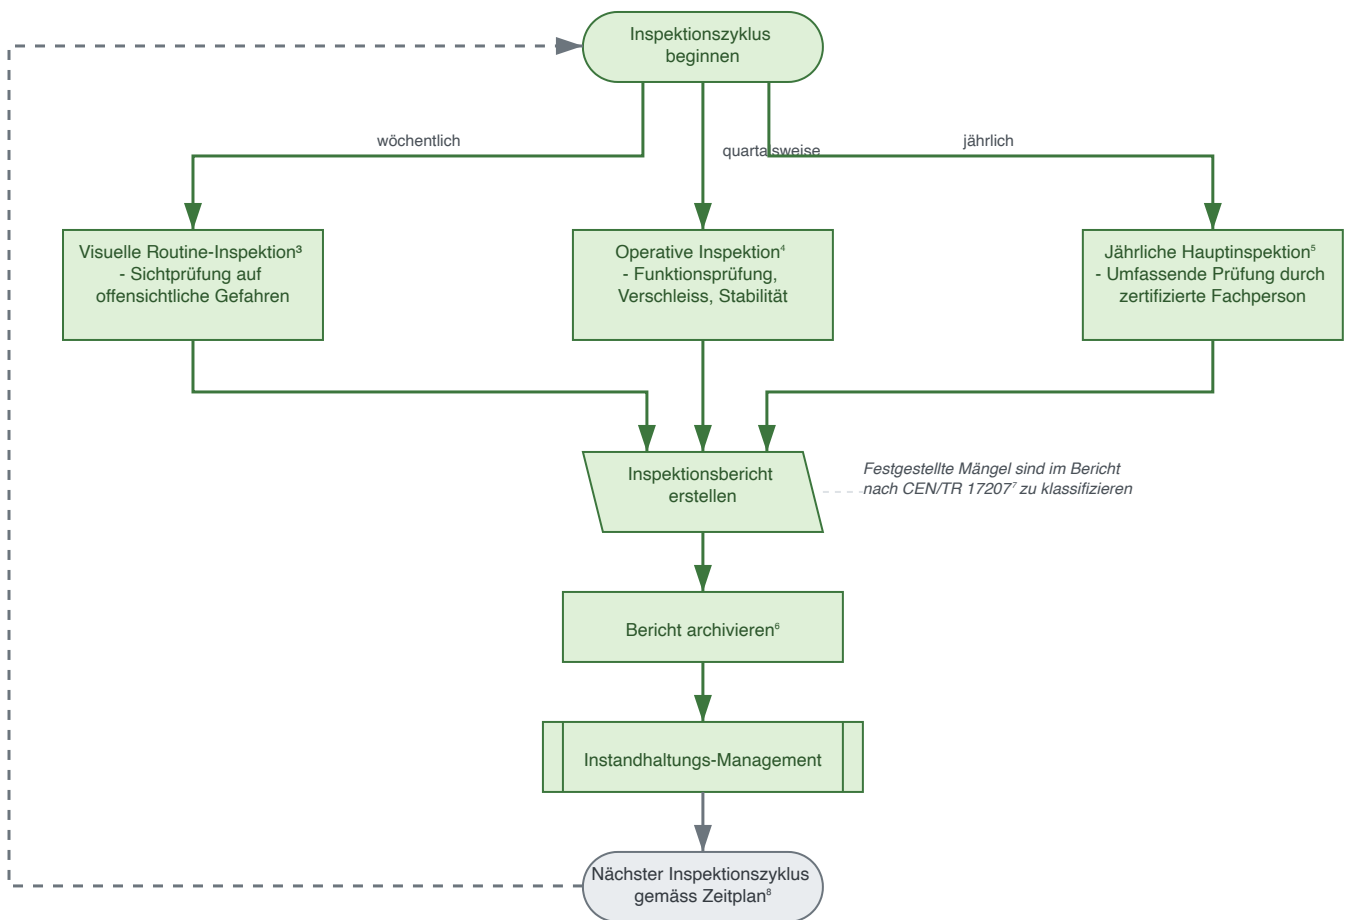 Inspektionszyklus
beginnen
wöchentlich
quartalsweise
jährlich
Visuelle Routine-Inspektion³
- Sichtprüfung auf
offensichtliche Gefahren
Operative Inspektion⁴
- Funktionsprüfung,
Verschleiss, Stabilität
Jährliche Hauptinspektion⁵
- Umfassende Prüfung durch
zertifizierte Fachperson
Inspektionsbericht
erstellen
Festgestellte Mängel sind im Bericht
nach CEN/TR 17207⁷ zu klassifizieren
Bericht archivieren⁶
Instandhaltungs-Management
Nächster Inspektionszyklus
gemäss Zeitplan⁸